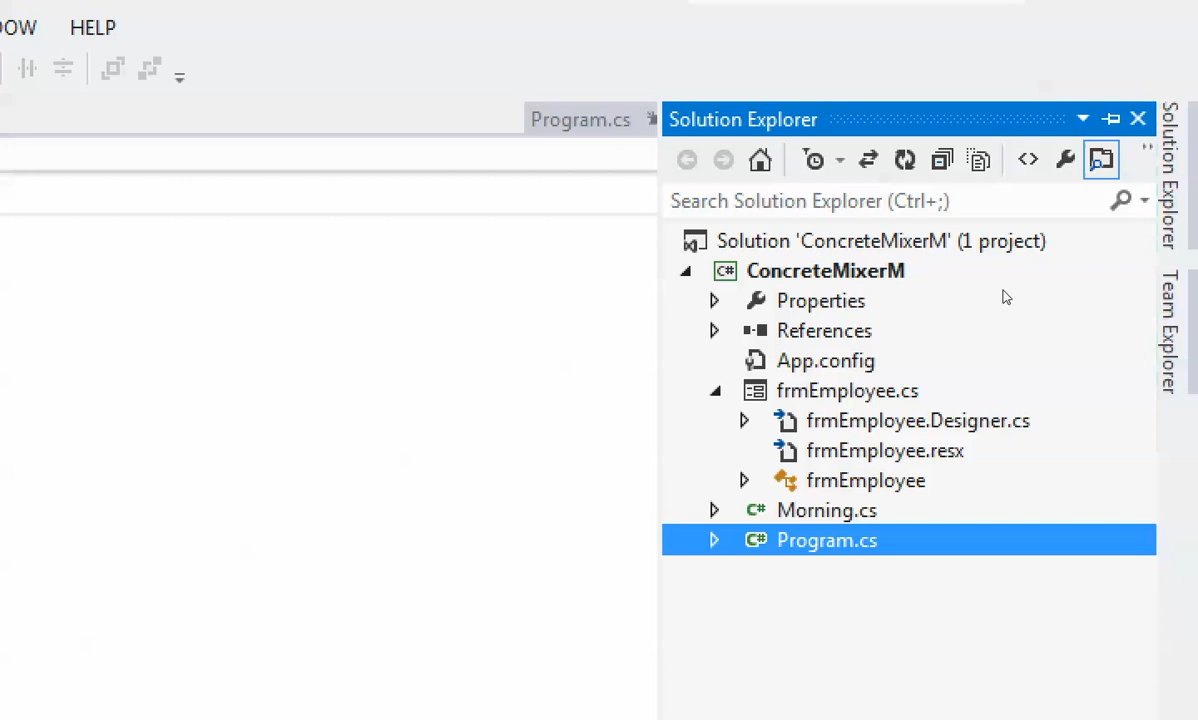 DOW HELP
Program.cs
Solution Explorer
Search Solution Explorer (Ctrl+;)
Solution 'ConcreteMixerM' (1 project)
C# ConcreteMixerM
Properties
References
App.config
frmEmployee.cs
frmEmployee.Designer.cs
frmEmployee.resx
frmEmployee
C# Morning.cs
C# Program.cs
Solution Explorer
Team Explorer